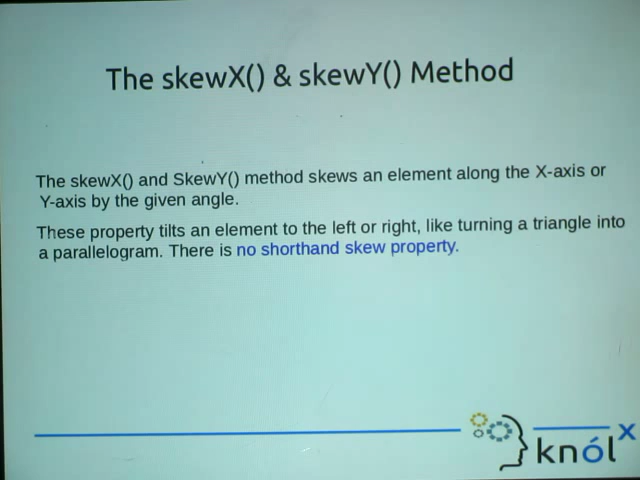 The skewX() & skewY() Method
The skewX() and SkewY() method skews an element along the X-axis or
Y-axis by the given angle.
These property tilts an element to the left or right, like turning a triangle into
a parallelogram. There is no shorthand skew property.
knólx